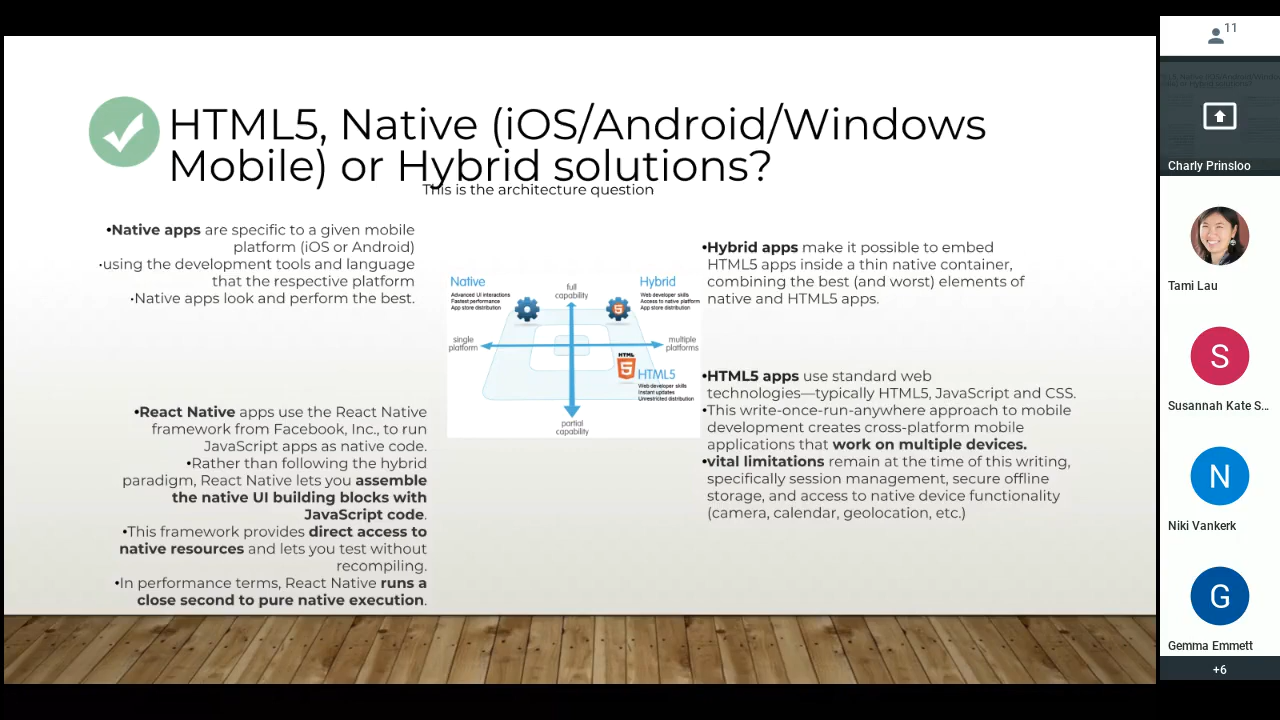 HTML5, Native (iOS/Android/Windows
Mobile) or Hybrid solutions?
This is the architecture question
•Native apps are specific to a given mobile
platform (iOS or Android)
•using the development tools and language
that the respective platform
•Native apps look and perform the best.
•React Native apps use the React Native
framework from Facebook, Inc., to run
JavaScript apps as native code.
•Rather than following the hybrid
paradigm, React Native lets you assemble
the native UI building blocks with
JavaScript code.
•This framework provides direct access to
native resources and lets you test without
recompiling.
•In performance terms, React Native runs a
close second to pure native execution.
Native
Advanced UI interactions
Fastest performance
App store distribution
full
capability
Hybrid
Web developer skills
Access to native platform
App store distribution
single
platform
multiple
platforms
HTML
5
HTML5
Web developer skills
Instant updates
Unrestricted distribution
partial
capability
•Hybrid apps make it possible to embed
HTML5 apps inside a thin native container,
combining the best (and worst) elements of
native and HTML5 apps.
•HTML5 apps use standard web
technologies—typically HTML5, JavaScript and CSS.
•This write-once-run-anywhere approach to mobile
development creates cross-platform mobile
applications that work on multiple devices.
•vital limitations remain at the time of this writing,
specifically session management, secure offline
storage, and access to native device functionality
(camera, calendar, geolocation, etc.)
11
Charly Prinsloo
Tami Lau
S
Susannah Kate S...
N
Niki Vankerk
G
Gemma Emmett
+6